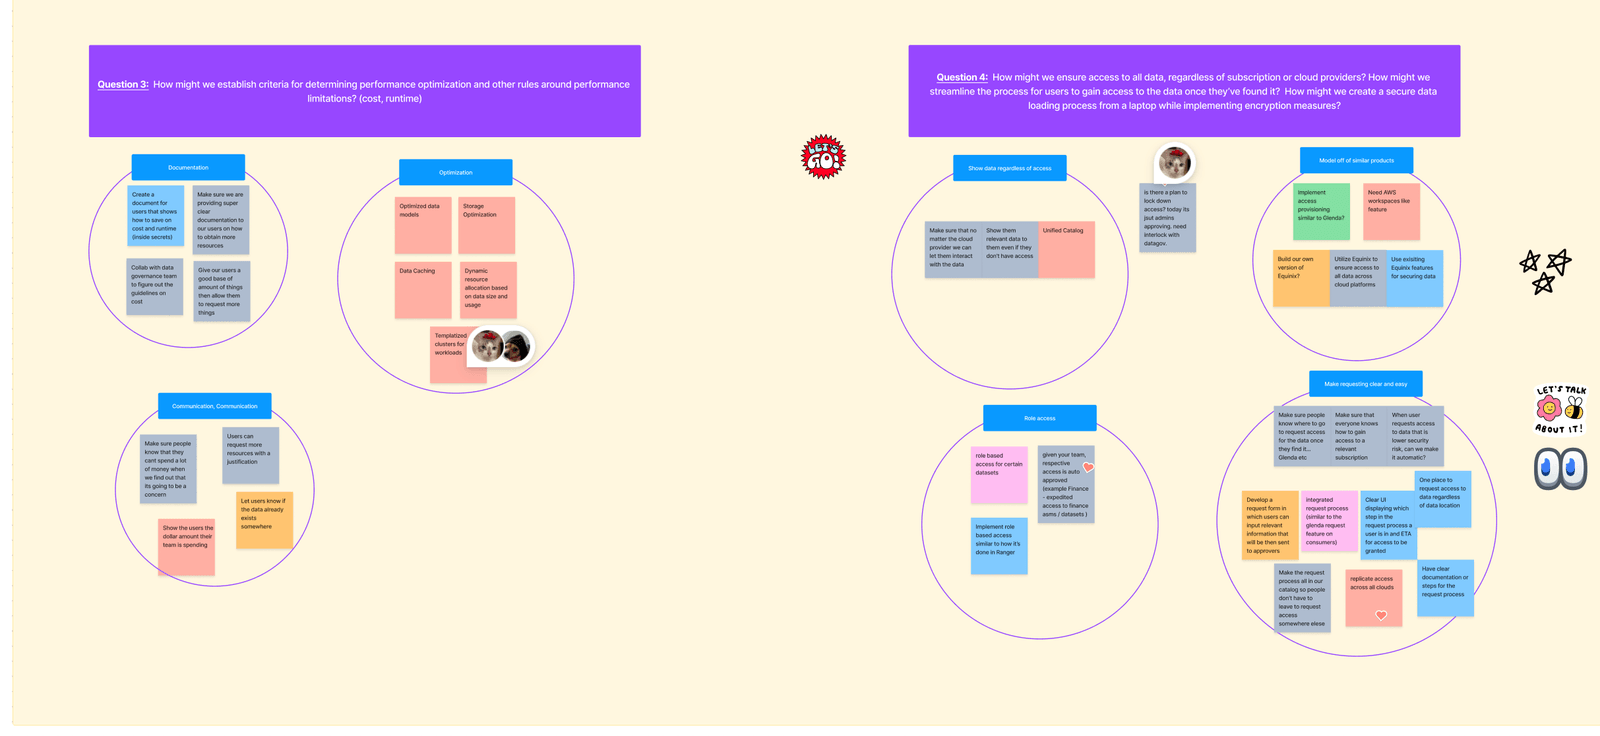 Question 3: How might we establish criteria for determining performance optimization and other rules around performance
limitations? (cost, runtime)
Documentation
Create a
document for
users that shows
how to save on
cost and runtime
(inside secrets)
Make sure we are
providing super
clear
documentation to
our users on how
to obtain more
resources
Collab with data
governance team
to figure out the
guidelines on
cost
Give our users a
good base of
amount of things
then allow them
to request more
things
Optimization
Optimized data
models
Storage
Optimization
Data Caching
Dynamic
resource
allocation based
on data size and
usage
Templatized
clusters for
workloads
Communication, Communication
Make sure people
know that they
cant spend a lot
of money when
we find out that
its going to be a
concern
Users can
request more
resources with a
justification
Let users know if
the data already
exists
somewhere
Show the users the
dollar amount their
team is spending
LET'S
GO!
Question 4: How might we ensure access to all data, regardless of subscription or cloud providers? How might we
streamline the process for users to gain access to the data once they've found it? How might we create a secure data
loading process from a laptop while implementing encryption measures?
Show data regardless of access
Make sure that no
matter the cloud
provider we can
let them interact
with the data
Show them
relevant data to
them even if they
don't have access
Unified Catalog
is there a plan to
lock down
access? today its
jsut admins
approving. need
interlock with
datagov.
Model off of similar products
Implement
access
provisioning
similar to Glenda?
Need AWS
workspaces like
feature
Build our own
version of
Equinix?
Utilize Equinix to
ensure access to
all data across
cloud platforms
Use exisiting
Equinix features
for securing data
Role access
role based
access for certain
datasets
given your team,
respective
access is auto
approved
(example Finance
- expedited
access to finance
asms / datasets )
Implement role
based access
similar to how it's
done in Ranger
Make requesting clear and easy
Make sure people
know where to go
to request access
for the data once
they find it...
Glenda etc
Make sure that
everyone knows
how to gain
access to a
relevant
subscription
When user
requests access
to data that is
lower security
risk, can we make
it automatic?
One place to
request access to
data regardless
of data location
Develop a
request form in
which users can
input relevant
information that
will be then sent
to approvers
integrated
request process
(similar to the
glenda request
feature on
consumers)
Clear UI
displaying which
step in the
request process a
user is in and ETA
for access to be
granted
Make the request
process all in our
catalog so people
don't have to
leave to request
access
somewhere elese
replicate access
across all clouds
Have clear
documentation or
steps for the
request process
LET'S TALK
ABOUT IT!